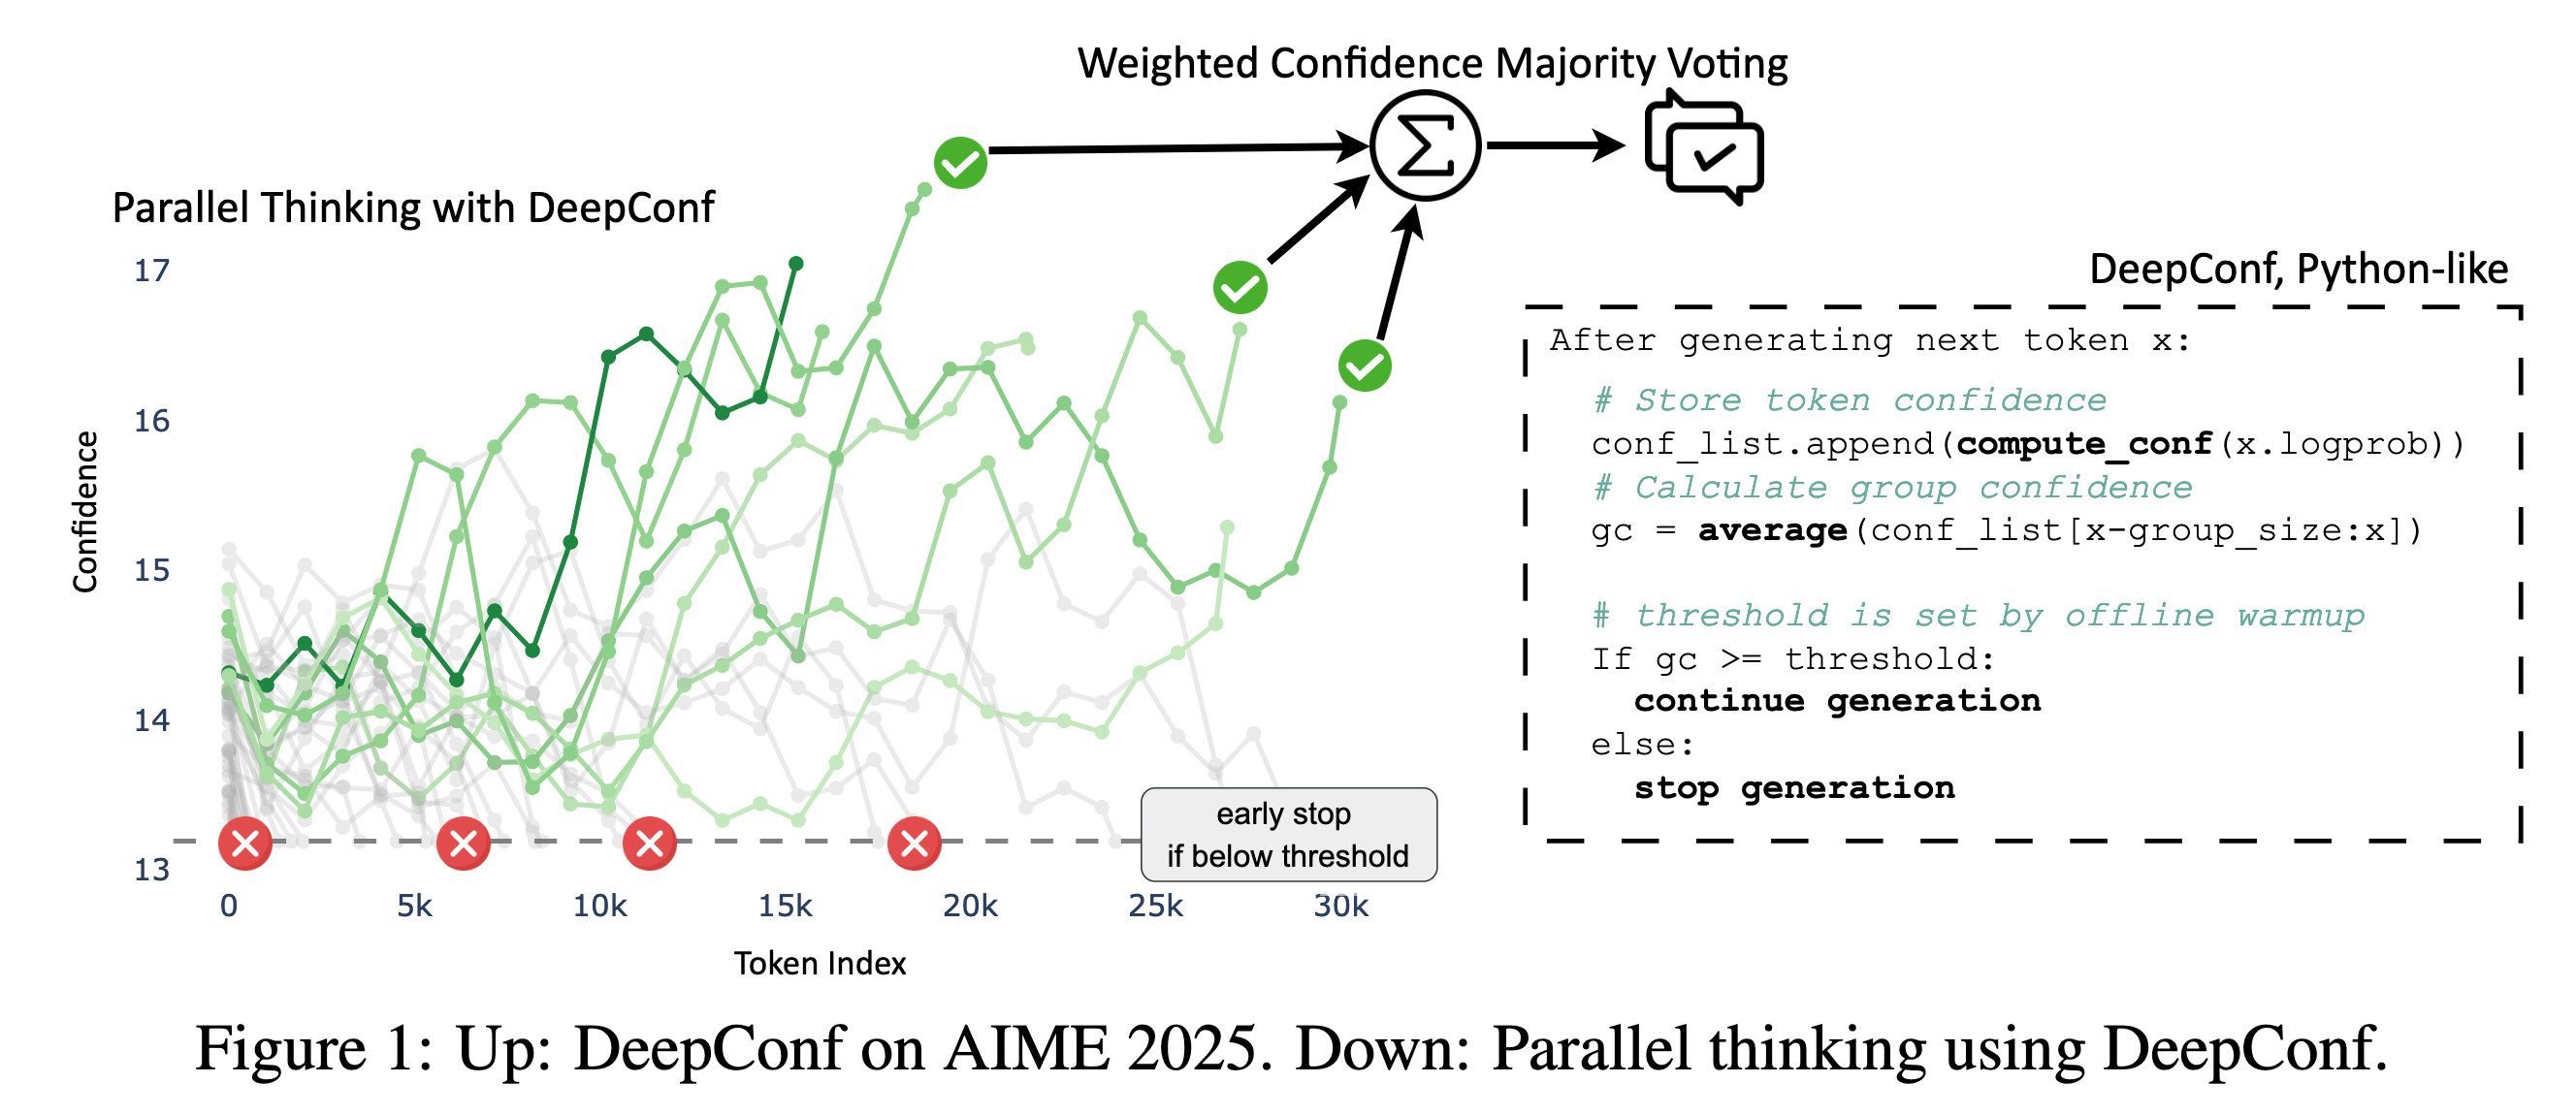 Weighted Confidence Majority Voting
Σ
Parallel Thinking with DeepConf
17
16
15
14
13
Confidence
0 5k 10k 15k 20k 25k 30k
Token Index
early stop
if below threshold
DeepConf, Python-like
After generating next token x:
# Store token confidence
conf_list.append(compute_conf(x.logprob))
# Calculate group confidence
gc = average(conf_list[x-group_size:x])
# threshold is set by offline warmup
If gc >= threshold:
continue generation
else:
stop generation
Figure 1: Up: DeepConf on AIME 2025. Down: Parallel thinking using DeepConf.